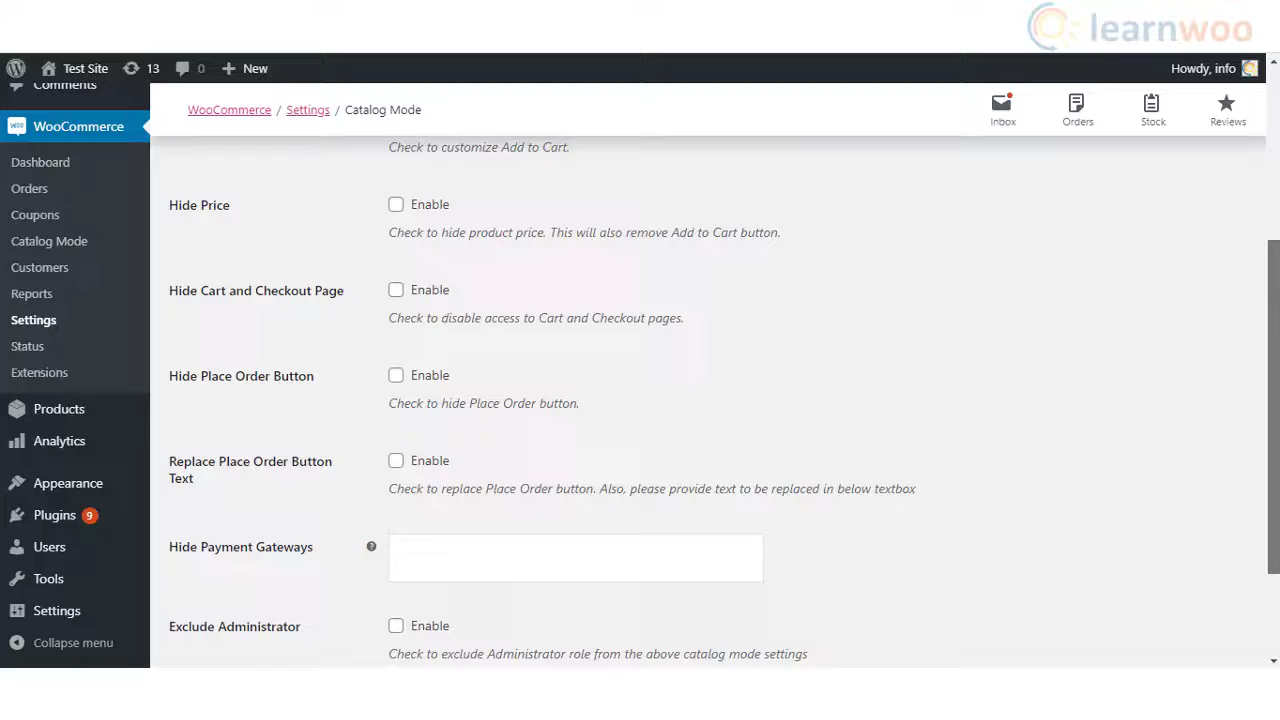 learnwoo
Test Site 13 0 New Howdy, info
Comments
WooCommerce / Settings / Catalog Mode
Inbox Orders Stock Reviews
WooCommerce
Dashboard
Orders
Coupons
Catalog Mode
Customers
Reports
Settings
Status
Extensions
Products
Analytics
Appearance
Plugins 9
Users
Tools
Settings
Collapse menu
Check to customize Add to Cart.
Hide Price Enable
Check to hide product price. This will also remove Add to Cart button.
Hide Cart and Checkout Page Enable
Check to disable access to Cart and Checkout pages.
Hide Place Order Button Enable
Check to hide Place Order button.
Replace Place Order Button Enable
Text
Check to replace Place Order button. Also, please provide text to be replaced in below textbox
Hide Payment Gateways ?
Exclude Administrator Enable
Check to exclude Administrator role from the above catalog mode settings